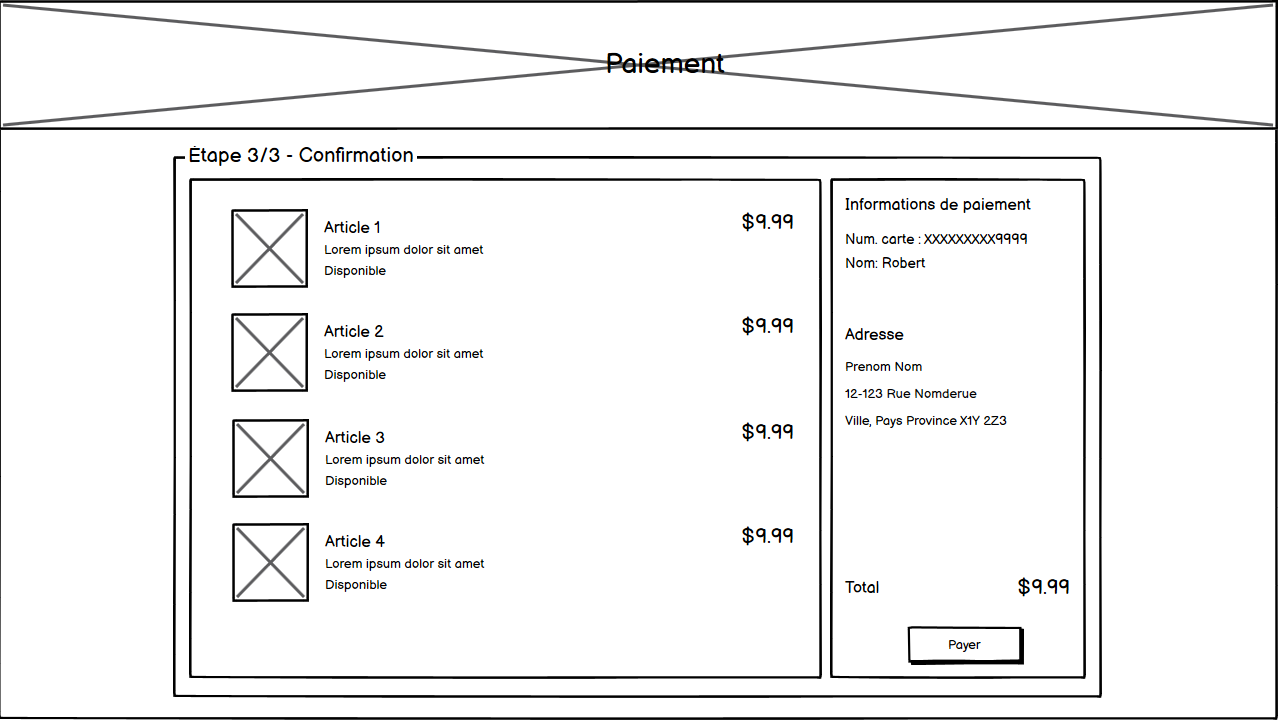 Paiement
Étape 3/3 - Confirmation
Article 1
$9.99
Lorem ipsum dolor sit amet
Disponible
Article 2
$9.99
Lorem ipsum dolor sit amet
Disponible
Article 3
$9.99
Lorem ipsum dolor sit amet
Disponible
Article 4
$9.99
Lorem ipsum dolor sit amet
Disponible
Informations de paiement
Num. carte : XXXXXXXXX9999
Nom: Robert
Adresse
Prenom Nom
12-123 Rue Nomderue
Ville, Pays Province X1Y 2Z3
Total $9.99
Payer